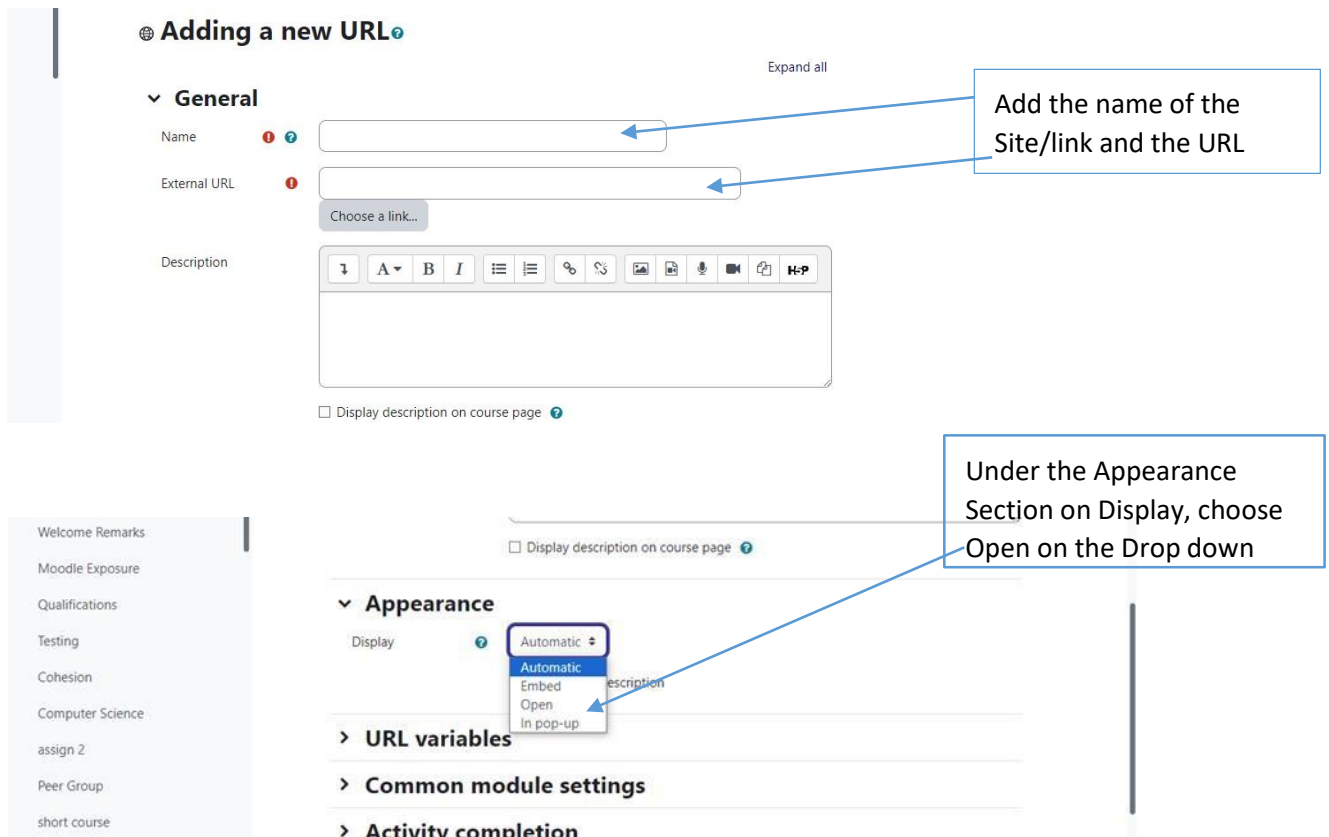 Adding a new URL
Expand all
General
Name
External URL
Choose a link...
Description
A B I H-P
Display description on course page
Add the name of the
Site/link and the URL
Under the Appearance
Section on Display, choose
Open on the Drop down
Welcome Remarks
Moodle Exposure
Qualifications
Testing
Cohesion
Computer Science
assign 2
Peer Group
short course
Display description on course page
Appearance
Display
Automatic
Automatic
Embed
escription
Open
In pop-up
URL variables
Common module settings
Activity completion